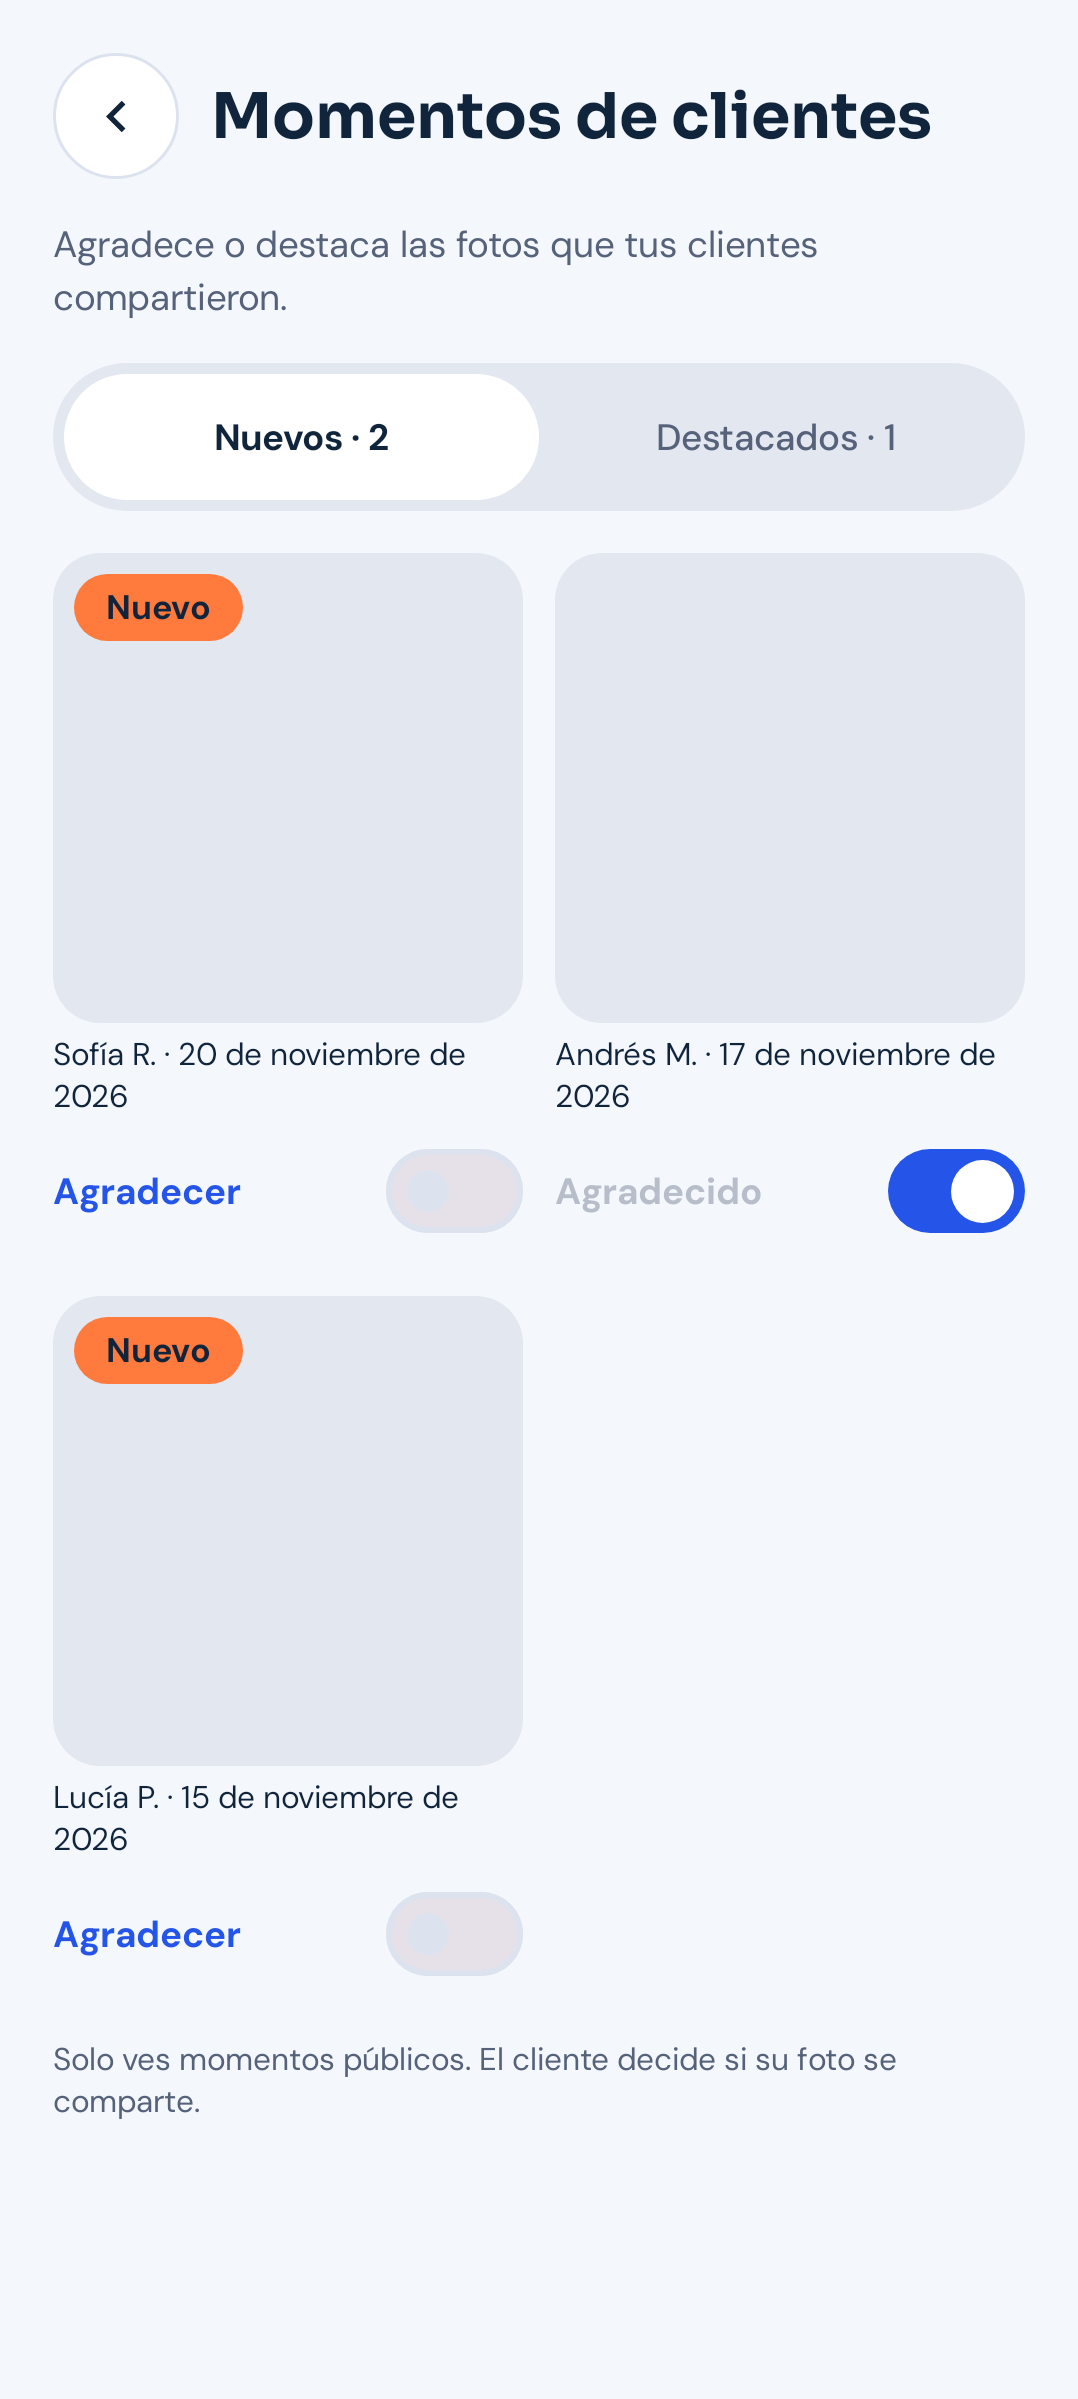 Momentos de clientes
Agradece o destaca las fotos que tus clientes
compartieron.
Nuevos · 2
Destacados · 1
Nuevo
Sofía R. · 20 de noviembre de
2026
Andrés M. · 17 de noviembre de
2026
Agradecer
Agradecido
Nuevo
Lucía P. · 15 de noviembre de
2026
Agradecer
Solo ves momentos públicos. El cliente decide si su foto se
comparte.